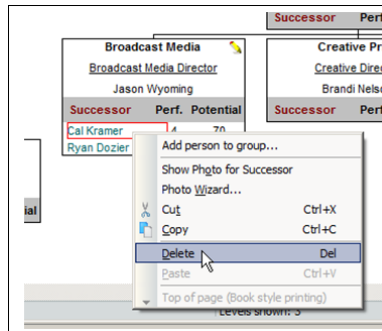 Successor Perf
Broadcast Media
Broadcast Media Director
Jason Wyoming
Successor Perf. Potential
Cal Kramer 4 70
Ryan Dozier
Creative Pr
Creative Direc
Brandi Nelso
Successor Perf
ial
Add person to group...
Show Photo for Successor
Photo Wizard...
Cut Ctrl+X
Copy Ctrl+C
Delete Del
Paste Ctrl+V
Top of page (Book style printing)
Levels shown: 3